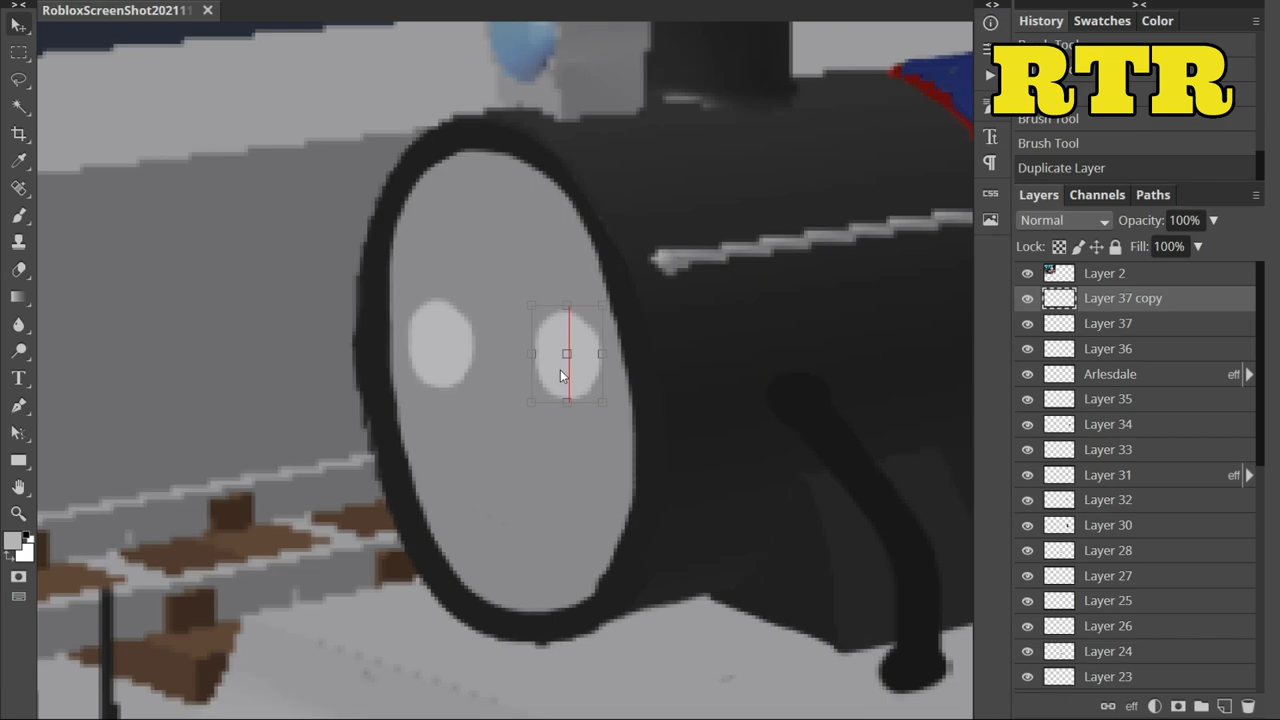 RobloxScreenShot20211
History
Swatches
Color
RTR
Brush Tool
Brush Tool
Duplicate Layer
Layers
Channels
Paths
Normal
Opacity: 100%
Lock:
Fill: 100%
Layer 2
Layer 37 copy
Layer 37
Layer 36
Arlesdale eff
Layer 35
Layer 34
Layer 33
Layer 31 eff
Layer 32
Layer 30
Layer 28
Layer 27
Layer 25
Layer 26
Layer 24
Layer 23
CSS
eff